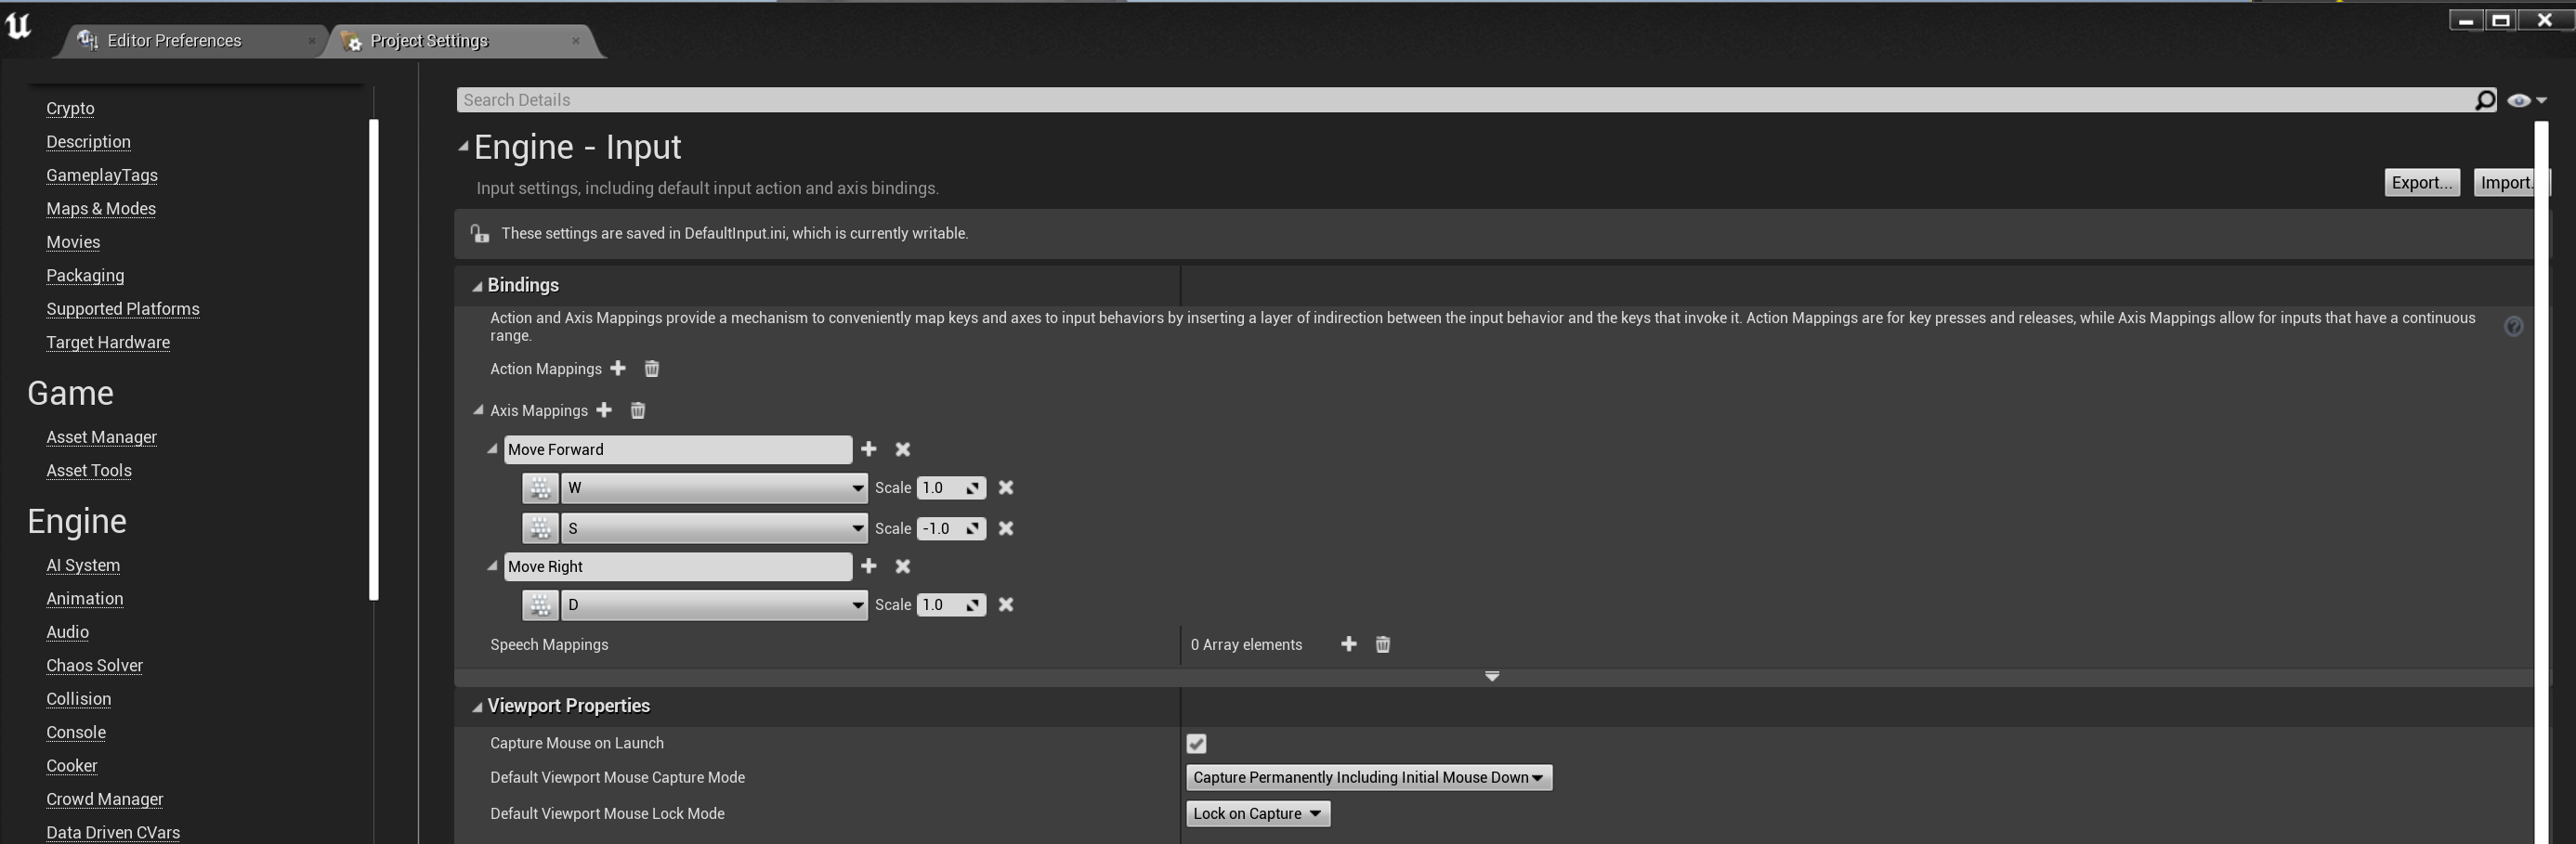 Editor Preferences
Project Settings
Crypto
Description
GameplayTags
Maps & Modes
Movies
Packaging
Supported Platforms
Target Hardware
Game
Asset Manager
Asset Tools
Engine
AI System
Animation
Audio
Chaos Solver
Collision
Console
Cooker
Crowd Manager
Data Driven CVars
Search Details
Engine - Input
Input settings, including default input action and axis bindings.
Export...
Import.
These settings are saved in DefaultInput.ini, which is currently writable.
Bindings
Action and Axis Mappings provide a mechanism to conveniently map keys and axes to input behaviors by inserting a layer of indirection between the input behavior and the keys that invoke it. Action Mappings are for key presses and releases, while Axis Mappings allow for inputs that have a continuous
range.
Action Mappings
Axis Mappings
Move Forward
W Scale 1.0
S Scale -1.0
Move Right
D Scale 1.0
Speech Mappings 0 Array elements
Viewport Properties
Capture Mouse on Launch
Default Viewport Mouse Capture Mode Capture Permanently Including Initial Mouse Down
Default Viewport Mouse Lock Mode Lock on Capture